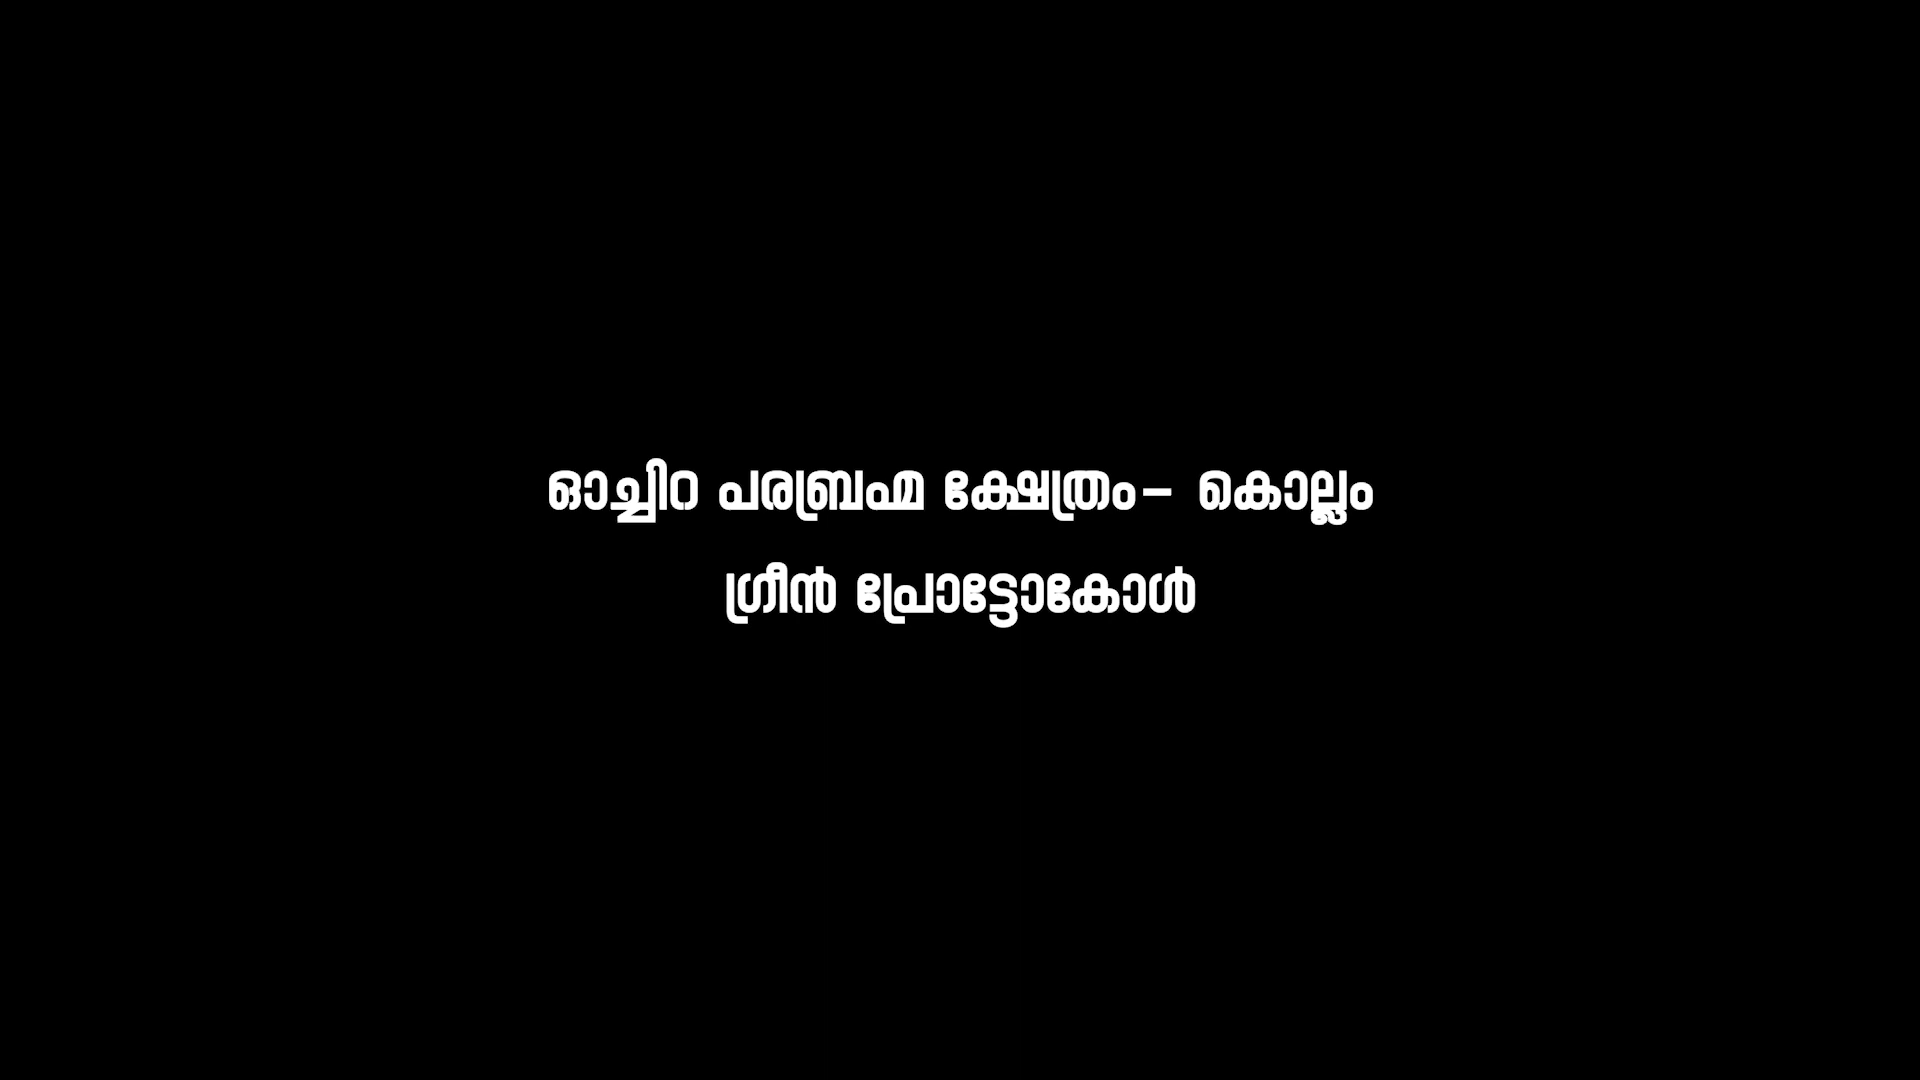 ഓച്ചിറ പരബ്രഹ്മ ക്ഷേത്രം- കൊല്ലം
ഗ്രീൻ പ്രോട്ടോകോൾ